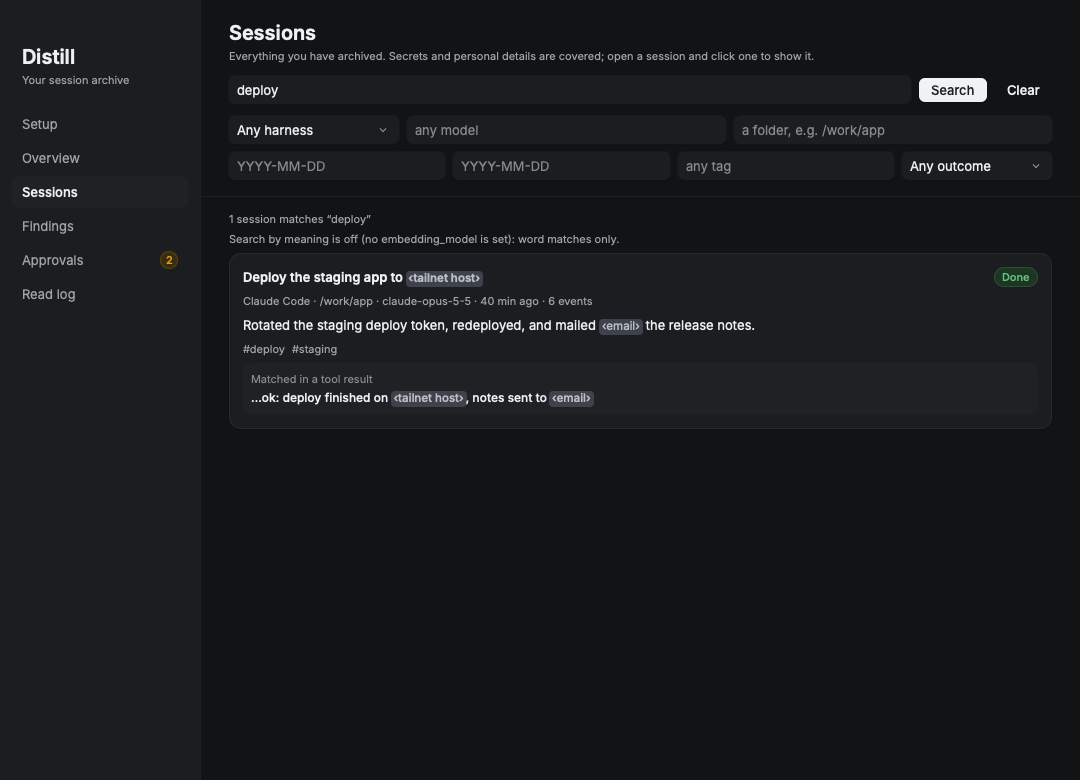 Distill
Your session archive
Setup
Overview
Sessions
Findings
Approvals 2
Read log
Sessions
Everything you have archived. Secrets and personal details are covered; open a session and click one to show it.
deploy Search Clear
Any harness any model a folder, e.g. /work/app
YYYY-MM-DD YYYY-MM-DD any tag Any outcome
1 session matches “deploy”
Search by meaning is off (no embedding_model is set): word matches only.
Deploy the staging app to ‹tailnet host› Done
Claude Code · /work/app · claude-opus-5-5 · 40 min ago · 6 events
Rotated the staging deploy token, redeployed, and mailed ‹email› the release notes.
#deploy #staging
Matched in a tool result
...ok: deploy finished on ‹tailnet host›, notes sent to ‹email›